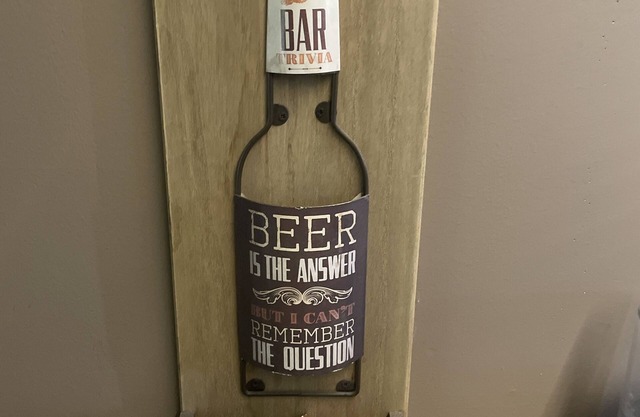 BAR
TRIVIA
BEER
IS THE ANSWER
BUT I CAN'T
REMEMBER
THE QUESTION